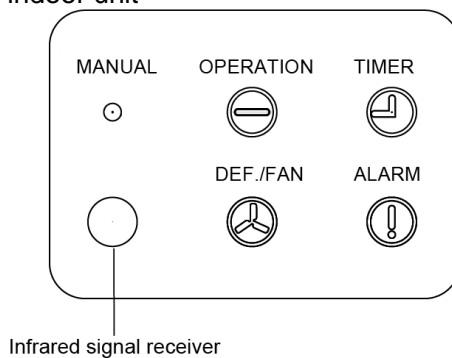 indoor unit
MANUAL OPERATION TIMER
DEF./FAN ALARM
Infrared signal receiver